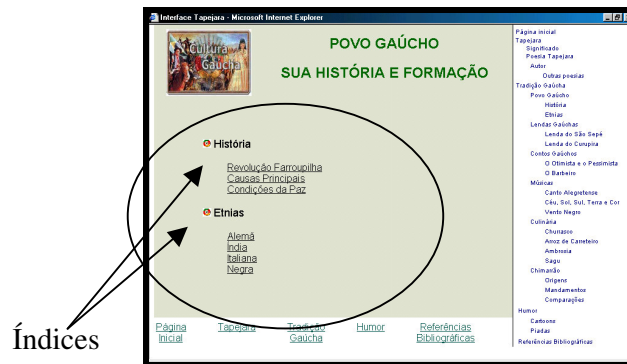 Interface Tapejara - Microsoft Internet Explorer
Cultura
Gaúcha
POVO GAÚCHO
SUA HISTÓRIA E FORMAÇÃO
História
Revolução Farroupilha
Causas Principais
Condições da Paz
Etnias
Alemã
Índia
Italiana
Negra
Índices
Página Inicial
Tapejara
Tradição Gaúcha
Humor
Referências Bibliográficas
Página inicial
Tapejara
Significado
Poesia Tapejara
Autor
Outras poesias
Tradição Gaúcha
Povo Gaúcho
História
Etnias
Lendas Gaúchas
Lenda do São Sepé
Lenda do Curupira
Contos Gaúchos
O Otimista e o Pessimista
O Barbeiro
Músicas
Canto Alegretense
Céu, Sol, Sul, Terra e Cor
Vento Negro
Culinária
Churrasco
Arroz de Carreteiro
Ambrosia
Sagu
Chimarrão
Origens
Mandamentos
Comparações
Humor
Cartoons
Piadas
Referências Bibliográficas